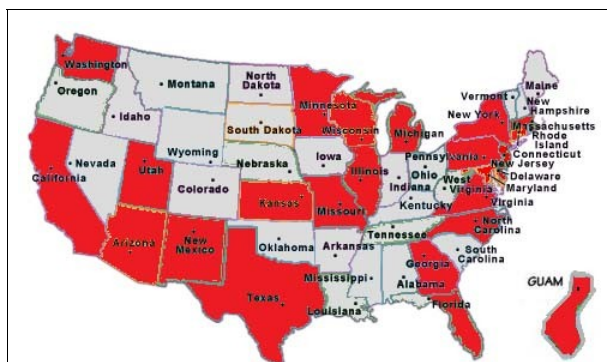 Washington
Oregon
Idaho
Montana
North
Dakota
South Dakota
Minnesota
Wisconsin
Michigan
Wyoming
Nebraska
Iowa
Nevada
California
Utah
Colorado
Kansas
Missouri
Illinois
Indiana
Ohio
Kentucky
West
Virginia
Virginia
Pennsylvania
New York
Vermont
Maine
New
Hampshire
Massachusetts
Rhode
Island
Connecticut
New Jersey
Delaware
Maryland
North
Carolina
South
Carolina
Tennessee
Arkansas
Oklahoma
Arizona
New
Mexico
Texas
Louisiana
Mississippi
Alabama
Georgia
Florida
GUAM